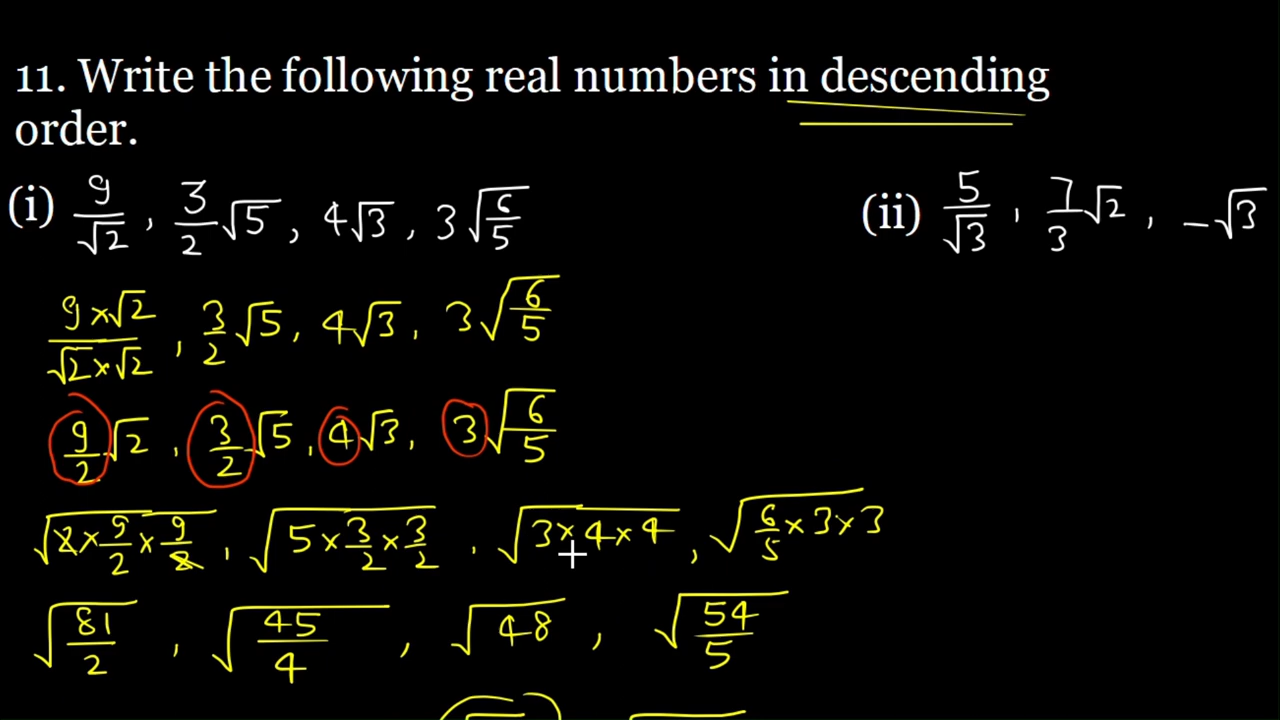 11. Write the following real numbers in descending
order.
(i) 9/√2 , 3/2 √5 , 4√3 , 3√(6/5) (ii) 5/√3 , 7/3 √2 , -√3
9×√2/√2×√2 , 3/2 √5 , 4√3 , 3√(6/5)
9/2 √2 , 3/2 √5 , 4√3 , 3√(6/5)
√(2×9/2×9/2) , √(5×3/2×3/2) , √(3×4×4) , √(6/5×3×3)
√(81/2) , √(45/4) , √48 , √(54/5)